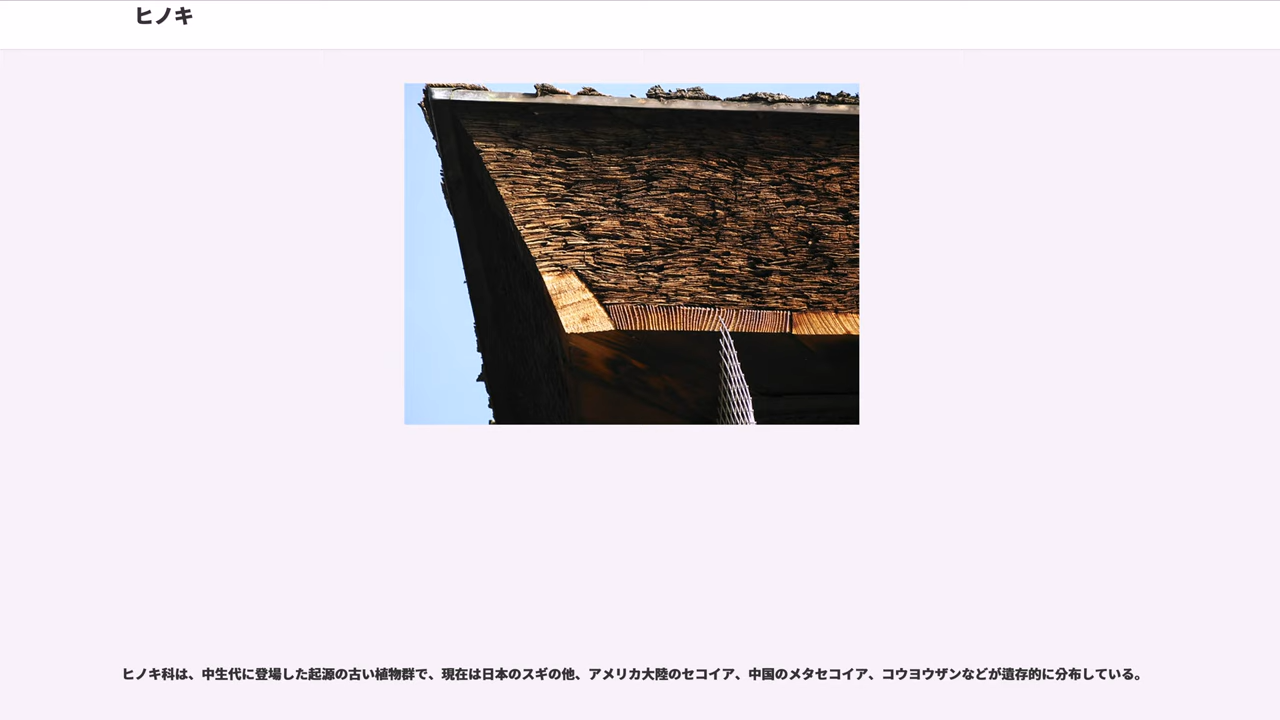 ヒノキ
ヒノキ科は、中生代に登場した起源の古い植物群で、現在は日本のスギの他、アメリカ大陸のセコイア、中国のメタセコイア、コウヨウザンなどが遺存的に分布している。